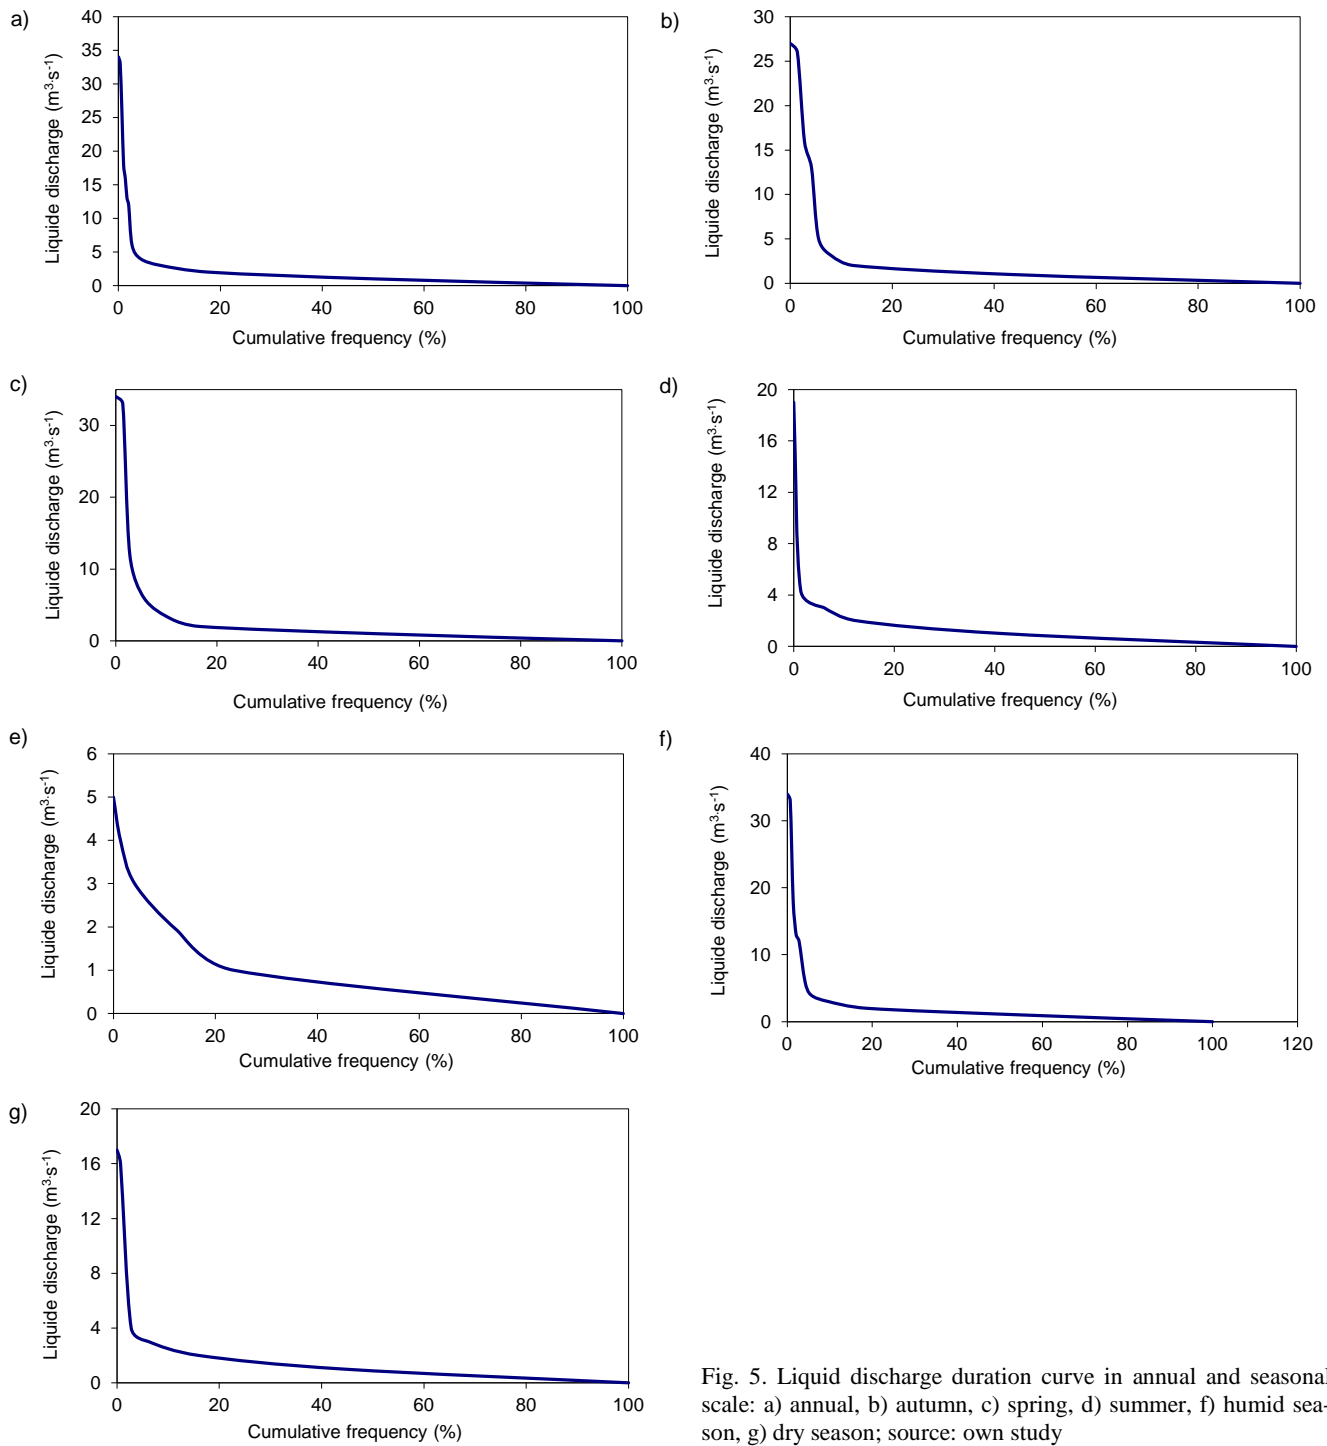 a)
40
35
30
25
20
15
10
5
0
Liquide discharge (m³·s⁻¹)
0 20 40 60 80 100
Cumulative frequency (%)
b)
30
25
20
15
10
5
0
Liquide discharge (m³·s⁻¹)
0 20 40 60 80 100
Cumulative frequency (%)
c)
30
20
10
0
Liquide discharge (m³·s⁻¹)
0 20 40 60 80 100
Cumulative frequency (%)
d)
20
16
12
8
4
0
Liquide discharge (m³·s⁻¹)
0 20 40 60 80 100
Cumulative frequency (%)
e)
6
5
4
3
2
1
0
Liquide discharge (m³·s⁻¹)
0 20 40 60 80 100
Cumulative frequency (%)
f)
40
30
20
10
0
Liquide discharge (m³·s⁻¹)
0 20 40 60 80 100 120
Cumulative frequency (%)
g)
20
16
12
8
4
0
Liquide discharge (m³·s⁻¹)
0 20 40 60 80 100
Cumulative frequency (%)
Fig. 5. Liquid discharge duration curve in annual and seasonal
scale: a) annual, b) autumn, c) spring, d) summer, f) humid sea-
son, g) dry season; source: own study